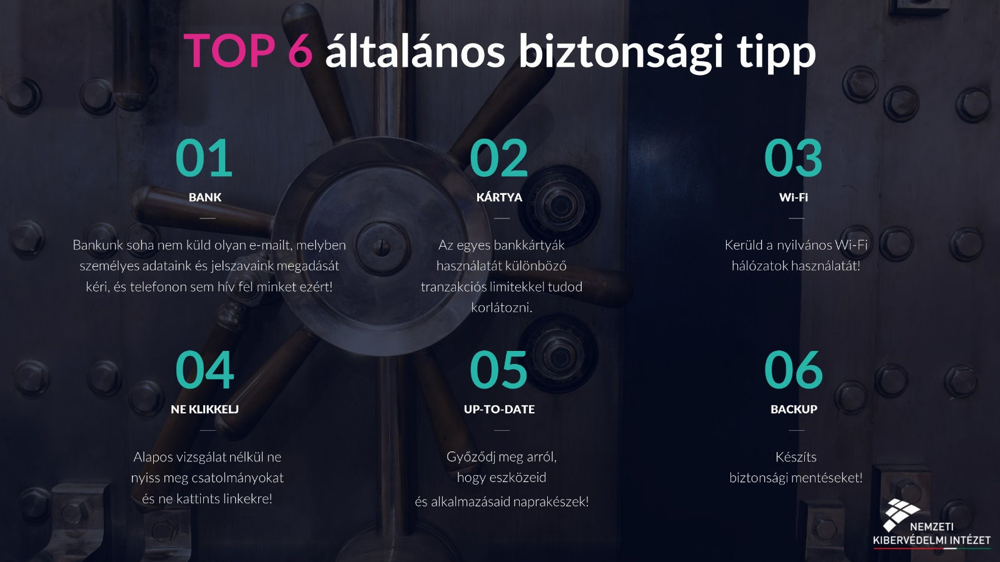 TOP 6 általános biztonsági tipp
01
BANK
Bankunk soha nem küld olyan e-mailt, melyben
személyes adataink és jelszavaink megadását
kéri, és telefonon sem hív fel minket ezért!
02
KÁRTYA
Az egyes bankkártyák
használatát különböző
tranzakciós limitekkel tudod
korlátozni.
03
Wi-Fi
Kerüld a nyilvános Wi-Fi
hálózatok használatát!
04
NE KLIKKELJ
Alapos vizsgálat nélkül ne
nyiss meg csatolmányokat
és ne kattints linkekre!
05
UP-TO-DATE
Győződj meg arról,
hogy eszközeid
és alkalmazásaid naprakészek!
06
BACKUP
Készíts
biztonsági mentéseket!
NEMZETI
KIBERVÉDELMI INTÉZET